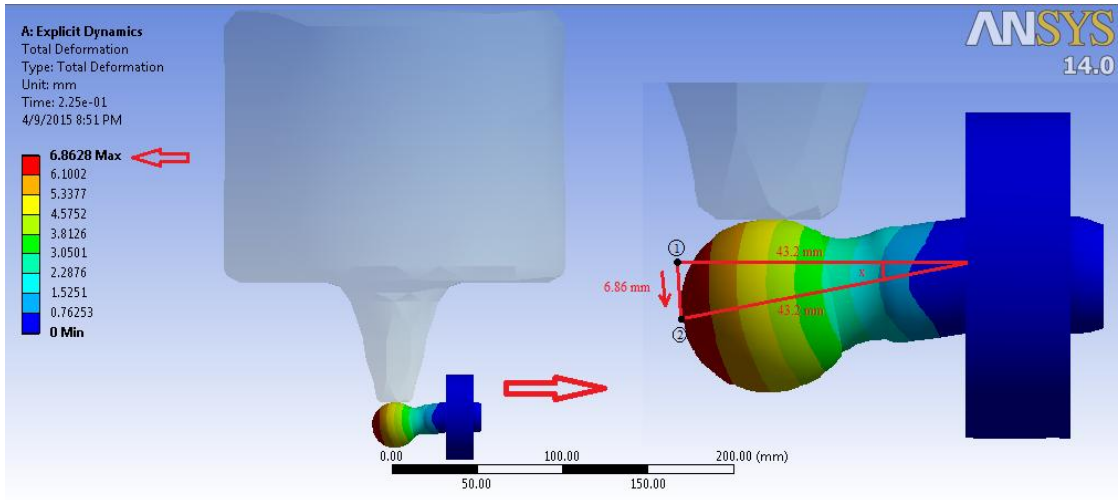 A: Explicit Dynamics
Total Deformation
Type: Total Deformation
Unit: mm
Time: 2.25e-01
4/9/2015 8:51 PM
6.8628 Max
6.1002
5.3377
4.5752
3.8126
3.0501
2.2876
1.5251
0.76253
0 Min
ANSYS
14.0
1
43.2 mm
x
6.86 mm
43.2 mm
2
0.00 100.00 200.00 (mm)
50.00 150.00